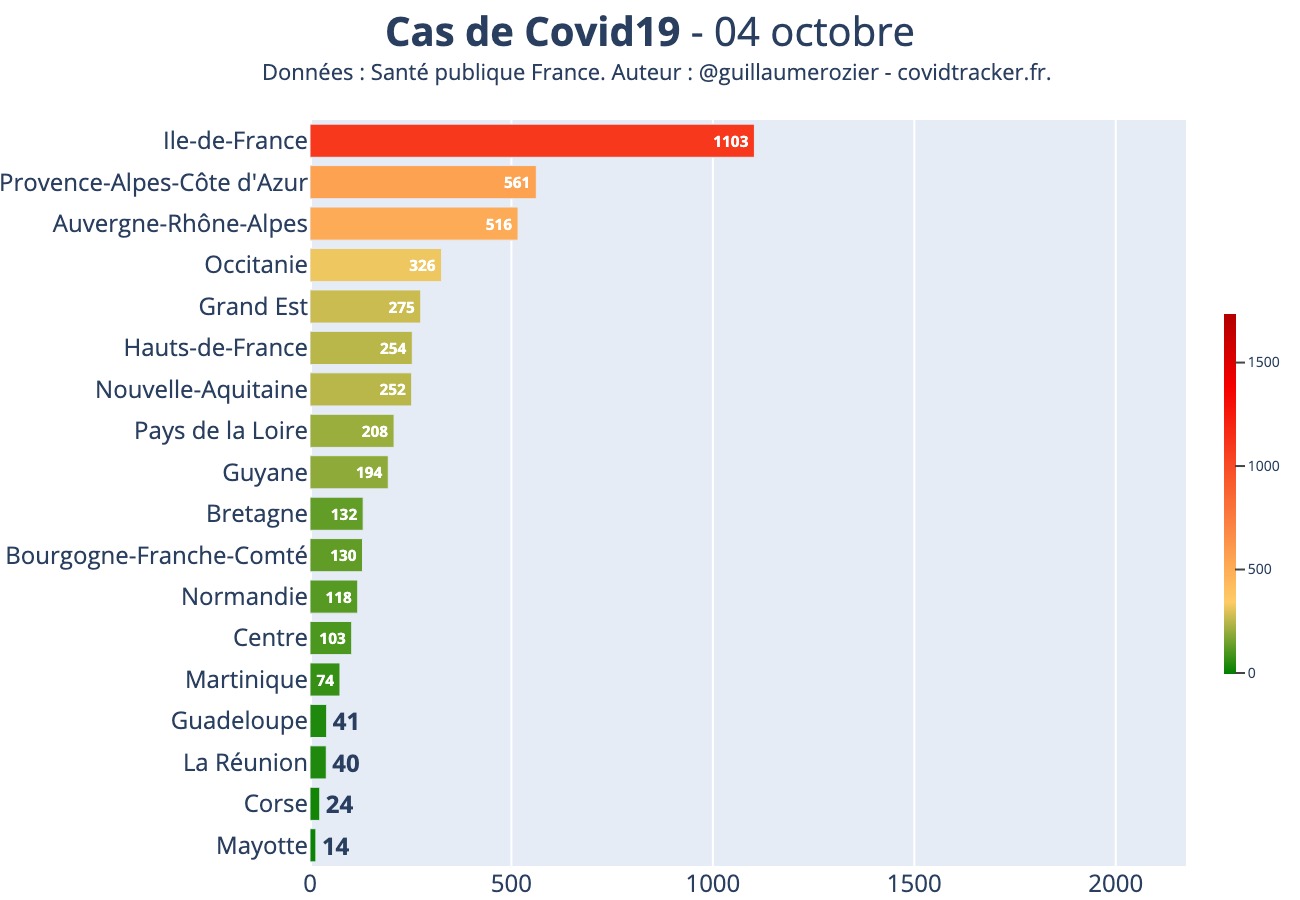 Cas de Covid19 - 04 octobre
Données : Santé publique France. Auteur : @guillaumerozier - covidtracker.fr.
Ile-de-France 1103
Provence-Alpes-Côte d'Azur 561
Auvergne-Rhône-Alpes 516
Occitanie 326
Grand Est 275
Hauts-de-France 254
Nouvelle-Aquitaine 252
Pays de la Loire 208
Guyane 194
Bretagne 132
Bourgogne-Franche-Comté 130
Normandie 118
Centre 103
Martinique 74
Guadeloupe 41
La Réunion 40
Corse 24
Mayotte 14
0 500 1000 1500 2000
1500
1000
500
0